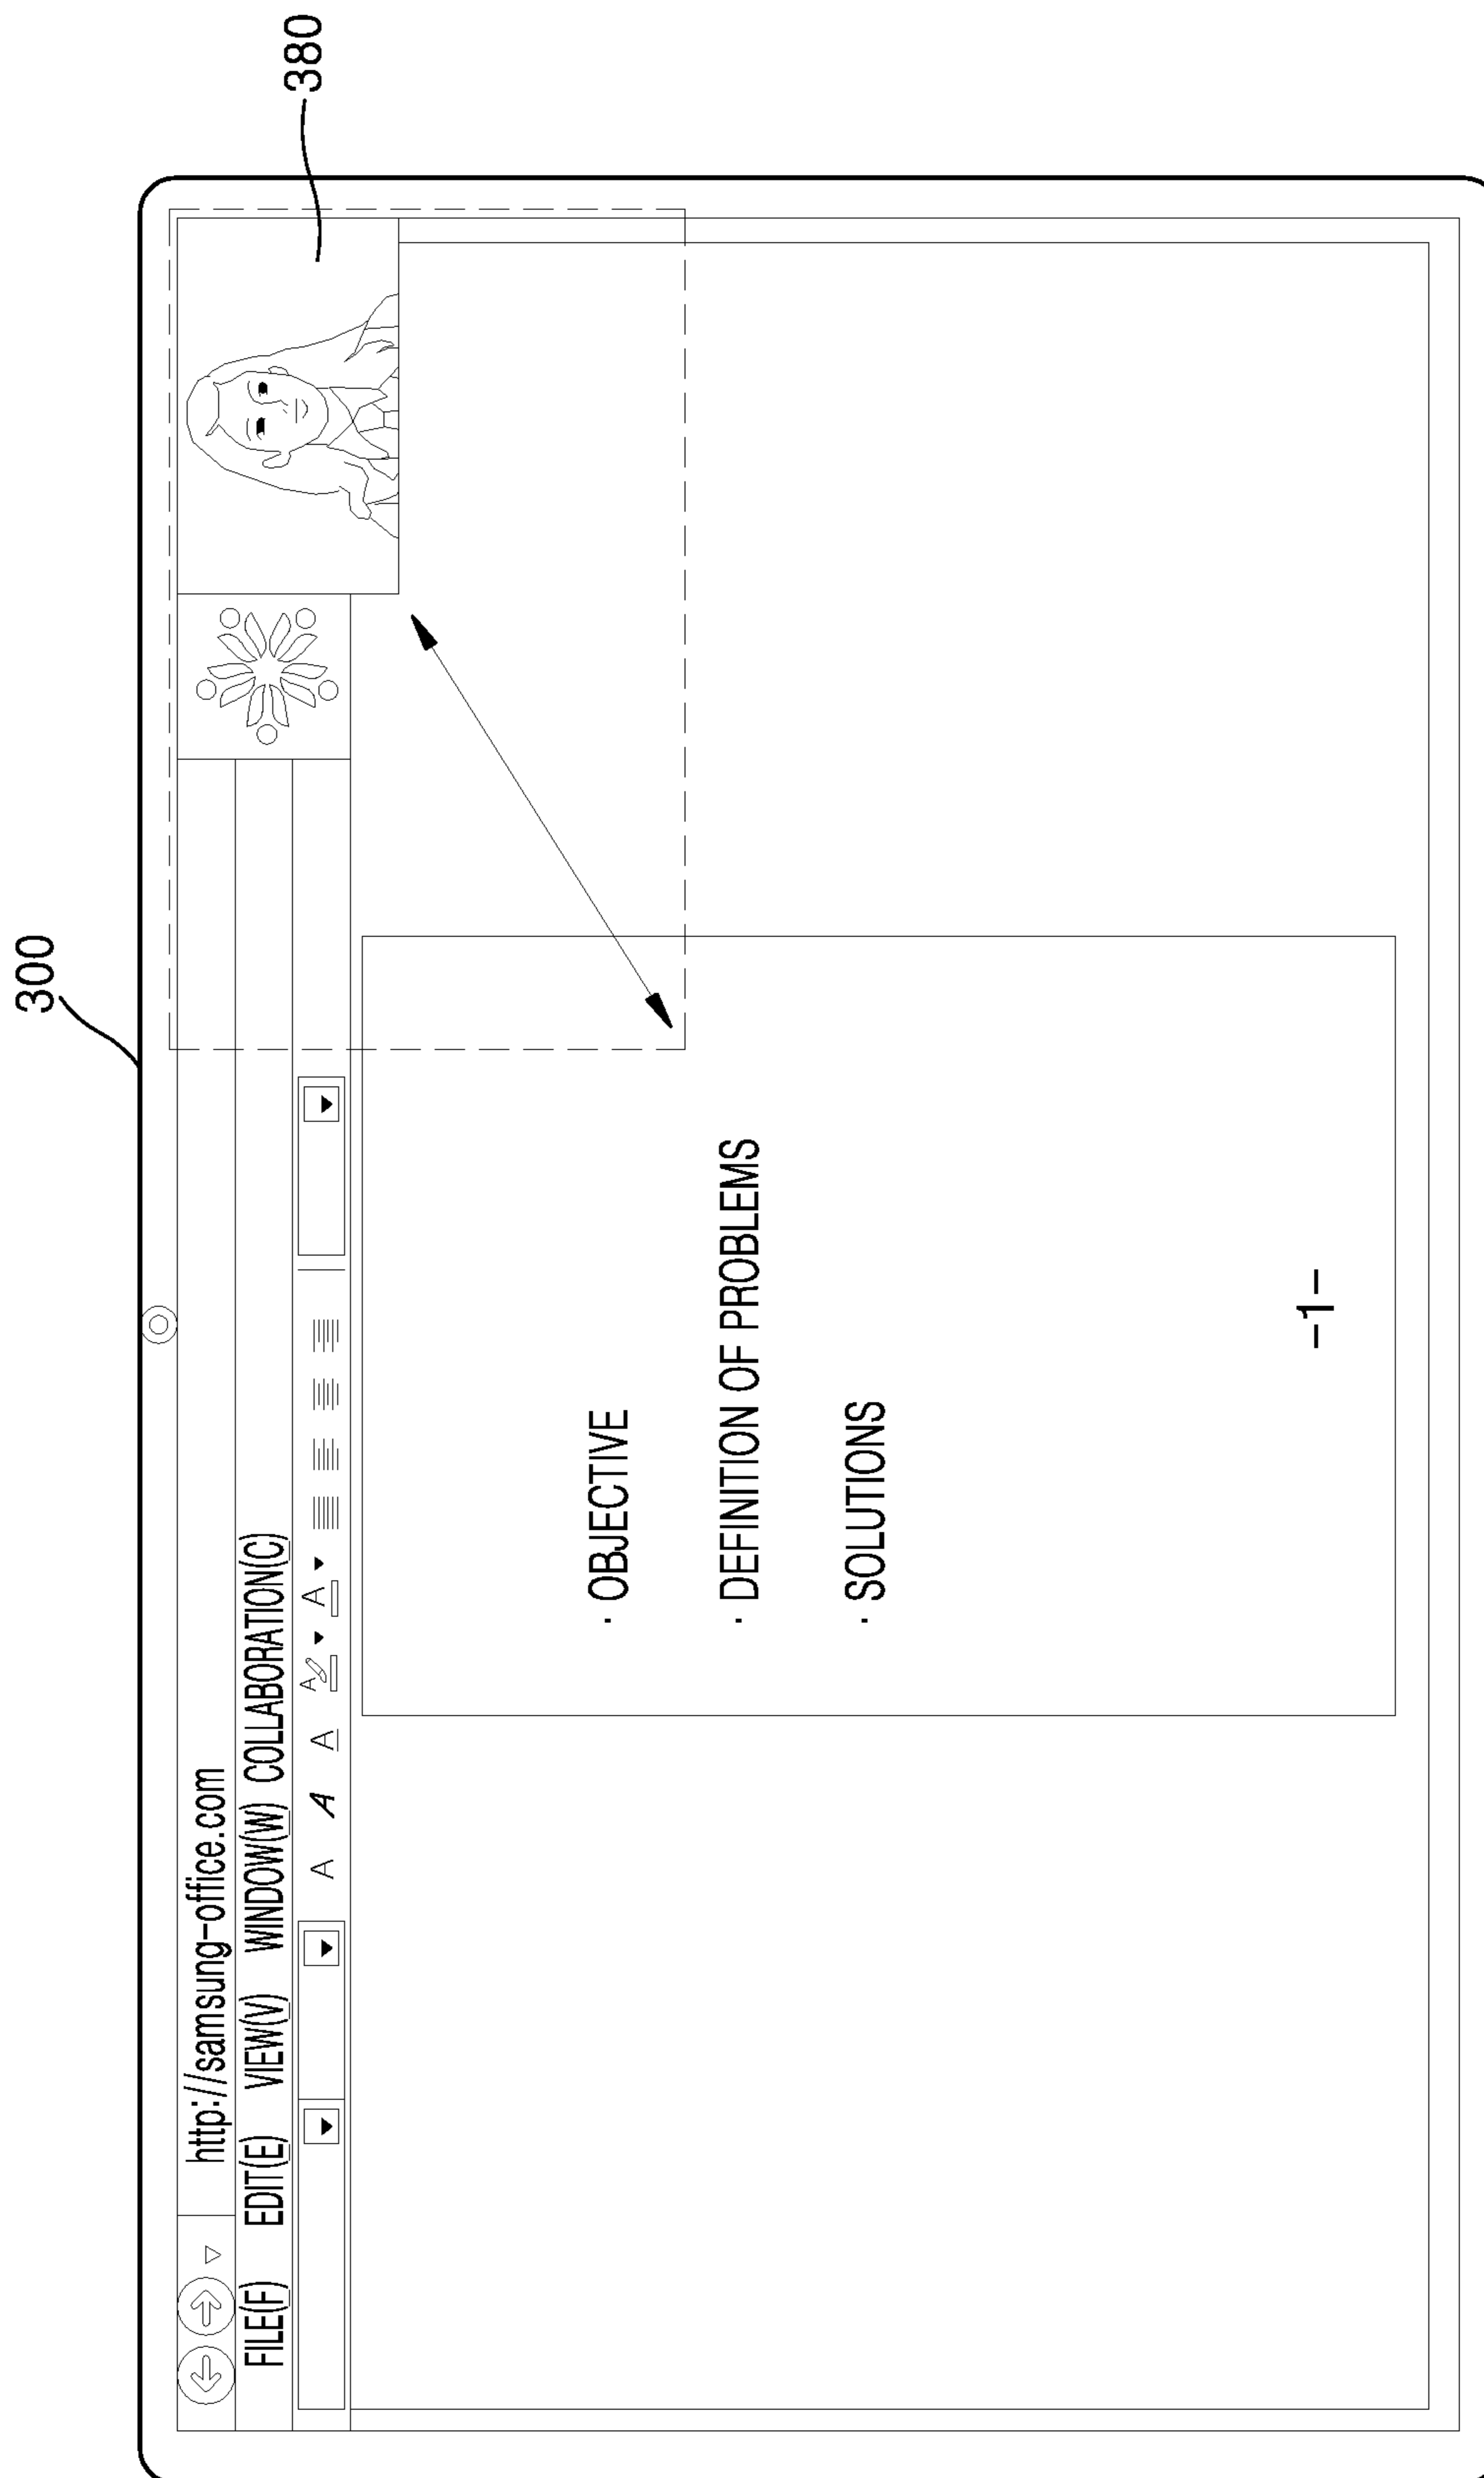 300
380
http://samsung-office.com
FILE(F) EDIT(E) VIEW(V) WINDOW(W) COLLABORATION(C)
A A A A A
· OBJECTIVE
· DEFINITION OF PROBLEMS
· SOLUTIONS
-1-